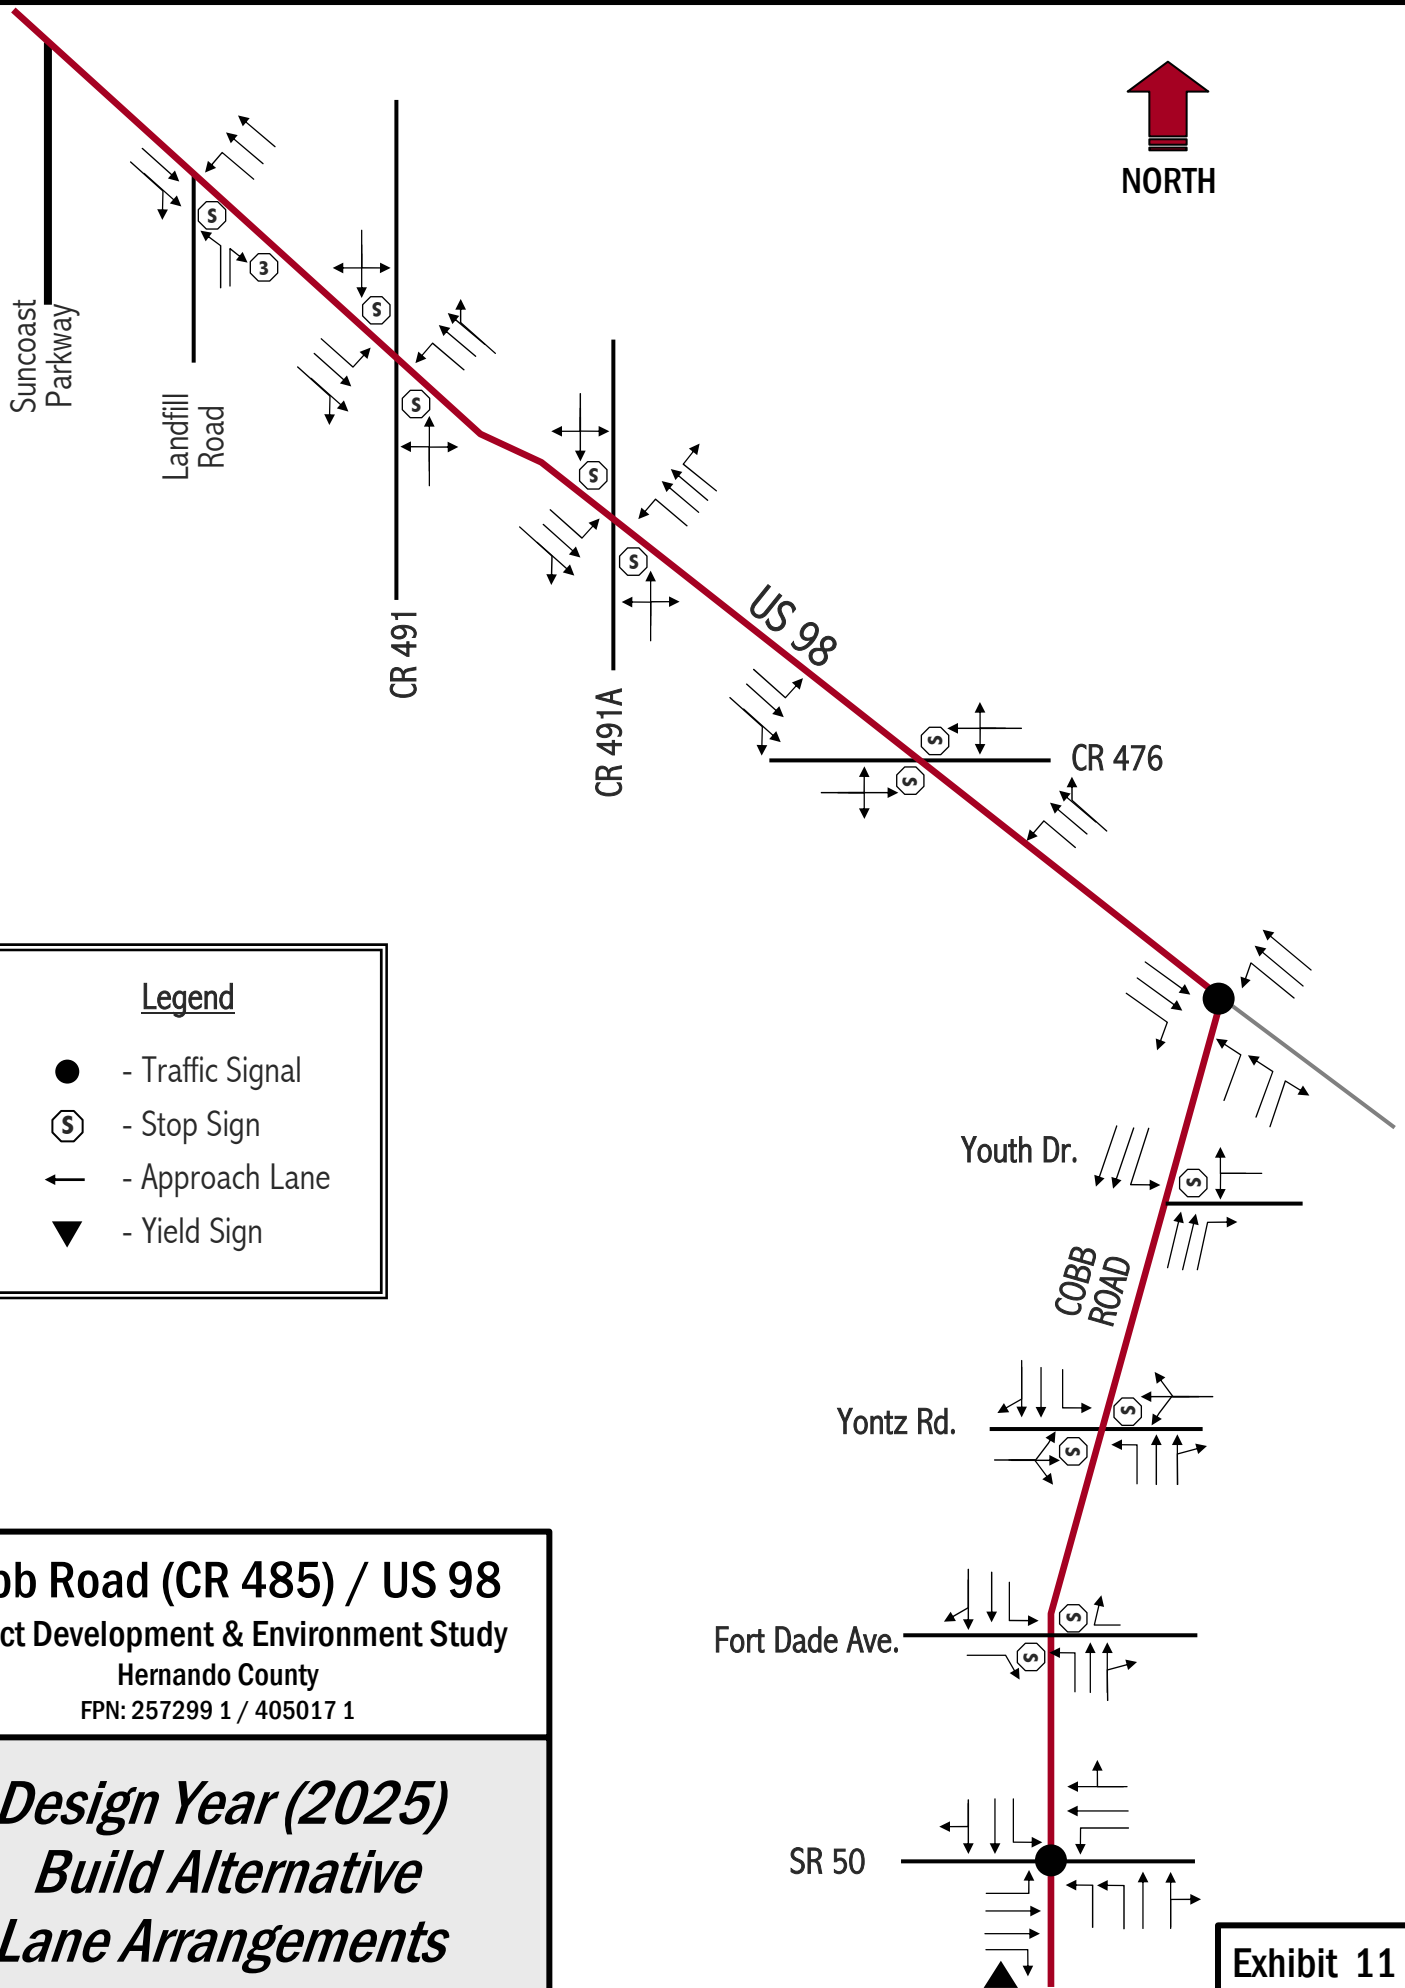 NORTH
Suncoast
Parkway
S
3
Landfill
Road
S
S
CR 491
S
S
CR 491A
US 98
S
CR 476
S
Legend
- Traffic Signal
S - Stop Sign
- Approach Lane
- Yield Sign
Youth Dr.
S
COBB
ROAD
Yontz Rd.
S
S
Fort Dade Ave.
S
S
SR 50
bb Road (CR 485) / US 98
ct Development & Environment Study
Hernando County
FPN: 257299 1 / 405017 1
Design Year (2025)
Build Alternative
Lane Arrangements
Exhibit 11